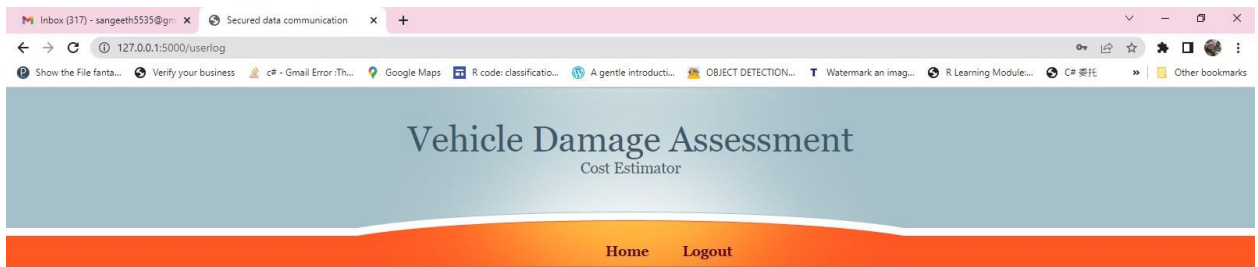 Inbox (317) - sangeeth5535@gm
Secured data communication
127.0.0.1:5000/userlog
Show the File fanta... Verify your business c# - Gmail Error :Th... Google Maps R code: classificatio... A gentle introducti... OBJECT DETECTION... Watermark an imag... R Learning Module:... C# 委托 » Other bookmarks
Vehicle Damage Assessment
Cost Estimator
Home Logout